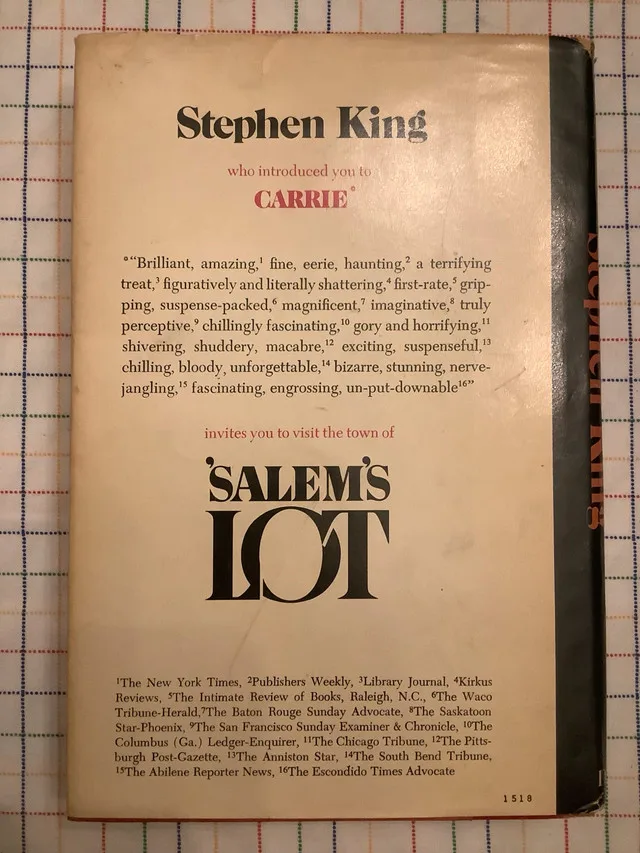 Stephen King
who introduced you to
CARRIE*
*“Brilliant, amazing,¹ fine, eerie, haunting,² a terrifying
treat,³ figuratively and literally shattering,⁴ first-rate,⁵ grip-
ping, suspense-packed,⁶ magnificent,⁷ imaginative,⁸ truly
perceptive,⁹ chillingly fascinating,¹⁰ gory and horrifying,¹¹
shivering, shuddery, macabre,¹² exciting, suspenseful,¹³
chilling, bloody, unforgettable,¹⁴ bizarre, stunning, nerve-
jangling,¹⁵ fascinating, engrossing, un-put-downable¹⁶”
invites you to visit the town of
'SALEM'S
LOT
¹The New York Times, ²Publishers Weekly, ³Library Journal, ⁴Kirkus
Reviews, ⁵The Intimate Review of Books, Raleigh, N.C., ⁶The Waco
Tribune-Herald,⁷The Baton Rouge Sunday Advocate, ⁸The Saskatoon
Star-Phoenix, ⁹The San Francisco Sunday Examiner & Chronicle, ¹⁰The
Columbus (Ga.) Ledger-Enquirer, ¹¹The Chicago Tribune, ¹²The Pitts-
burgh Post-Gazette, ¹³The Anniston Star, ¹⁴The South Bend Tribune,
¹⁵The Abilene Reporter News, ¹⁶The Escondido Times Advocate
1518
Stephen King